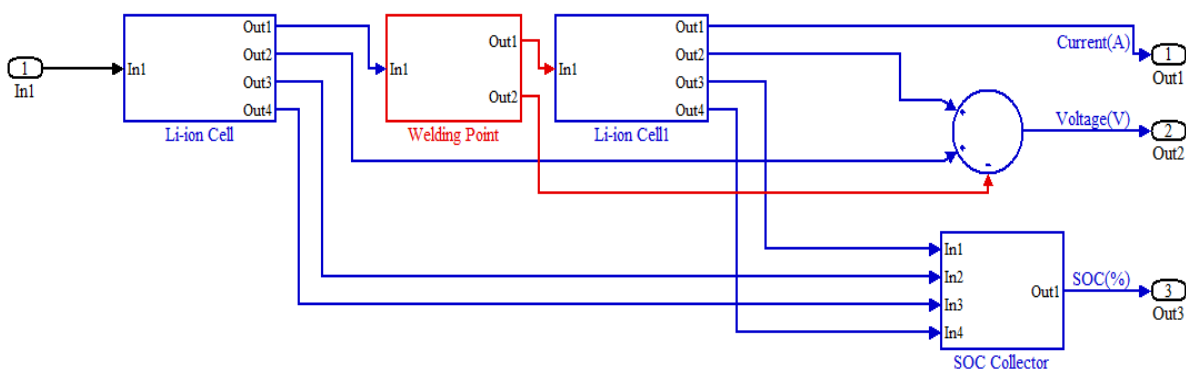 1
In1
In1
Out1
Out2
Out3
Out4
Li-ion Cell
In1
Out1
Out2
Welding Point
In1
Out1
Out2
Out3
Out4
Li-ion Cell1
+
+
-
Current(A)
1
Out1
Voltage(V)
2
Out2
In1
In2
In3
In4
Out1
SOC Collector
SOC(%)
3
Out3